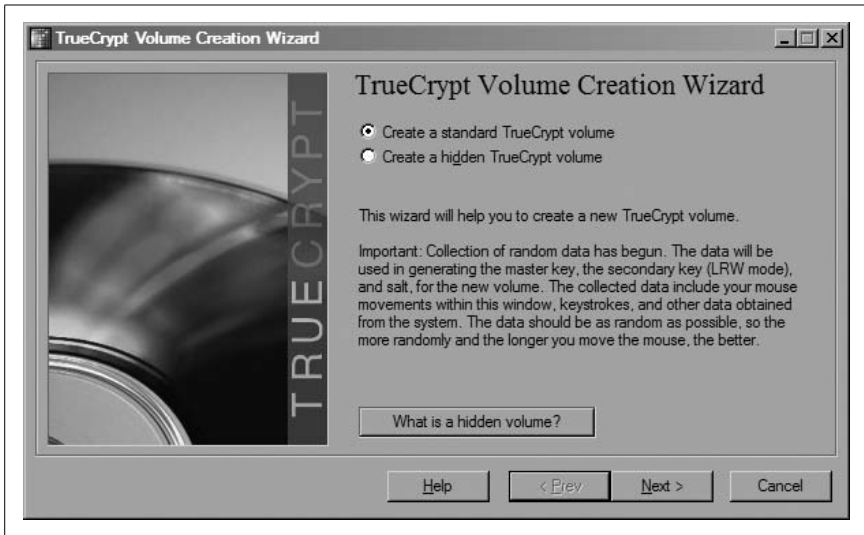 TrueCrypt Volume Creation Wizard
TRUECRYPT
TrueCrypt Volume Creation Wizard
Create a standard TrueCrypt volume
Create a hidden TrueCrypt volume
This wizard will help you to create a new TrueCrypt volume.
Important: Collection of random data has begun. The data will be
used in generating the master key, the secondary key (LRW mode),
and salt, for the new volume. The collected data include your mouse
movements within this window, keystrokes, and other data obtained
from the system. The data should be as random as possible, so the
more randomly and the longer you move the mouse, the better.
What is a hidden volume?
Help
< Prev
Next >
Cancel